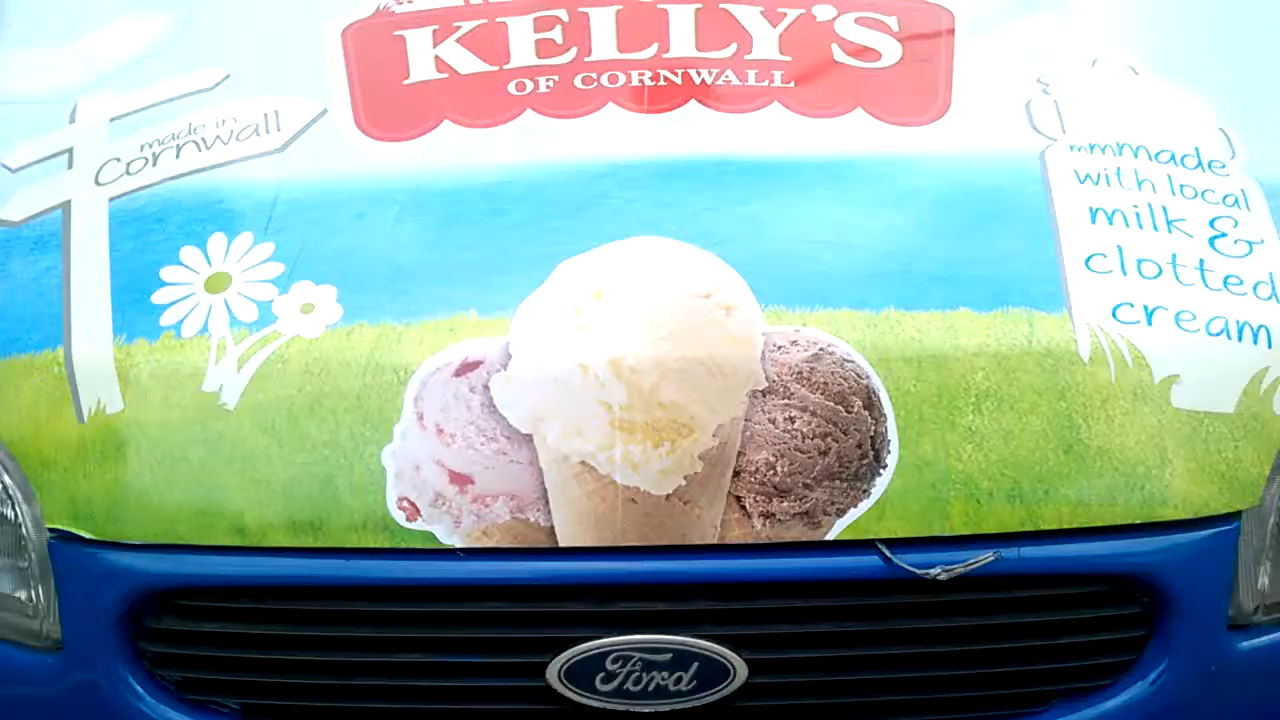 KELLY'S
OF CORNWALL
made in
Cornwall
mmmade
with local
milk &
clotted
cream
Ford